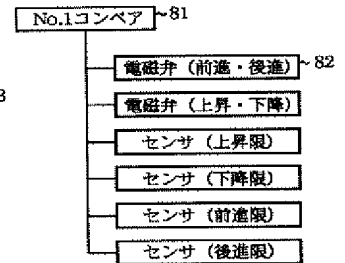 No.1コンベア 81
電磁弁（前進・後進） 82
3
電磁弁（上昇・下降）
センサ（上昇限）
センサ（下降限）
センサ（前進限）
センサ（後進限）